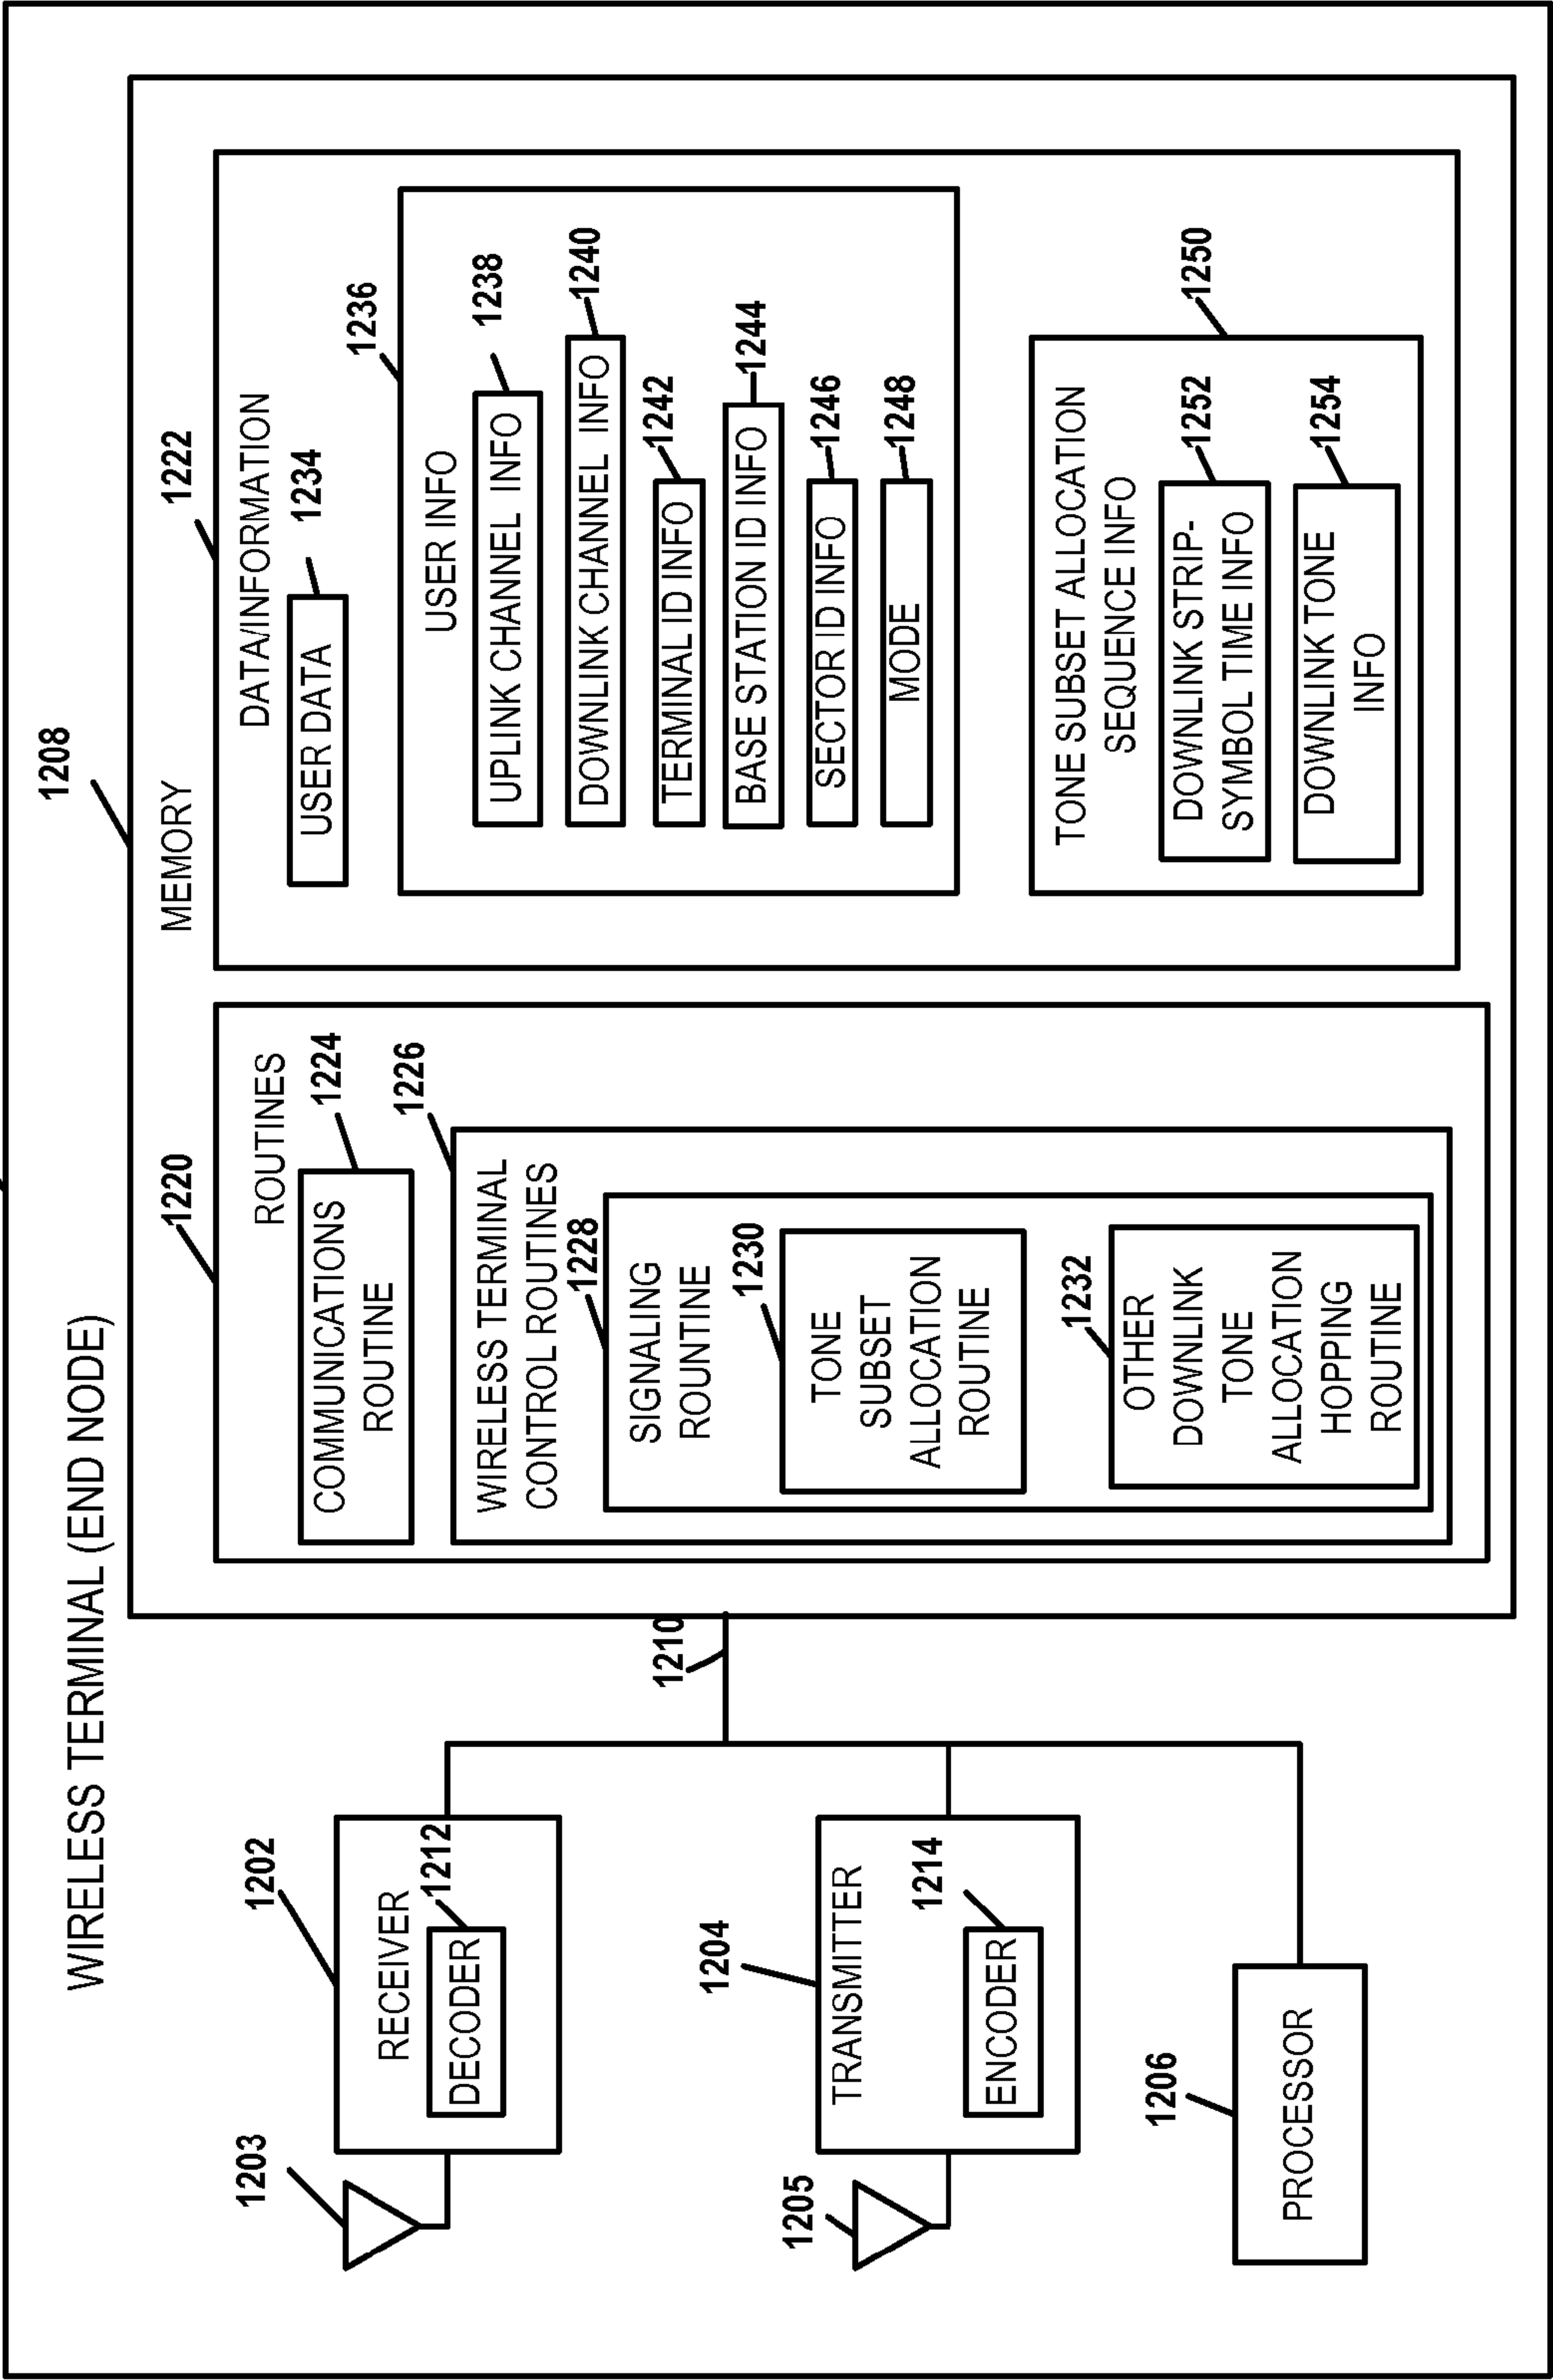 WIRELESS TERMINAL (END NODE)
1208
MEMORY
1203
1202
RECEIVER
1212
DECODER
1205
1204
TRANSMITTER
1214
ENCODER
1206
PROCESSOR
1210
1220
ROUTINES
1224
COMMUNICATIONS
ROUTINE
1226
WIRELESS TERMINAL
CONTROL ROUTINES
1228
SIGNALING
ROUNTINE
1230
TONE
SUBSET
ALLOCATION
ROUTINE
1232
OTHER
DOWNLINK
TONE
ALLOCATION
HOPPING
ROUTINE
1222
DATA/INFORMATION
1234
USER DATA
1236
USER INFO
1238
UPLINK CHANNEL INFO
1240
DOWNLINK CHANNEL INFO
1242
TERMINAL ID INFO
1244
BASE STATION ID INFO
1246
SECTOR ID INFO
1248
MODE
1250
TONE SUBSET ALLOCATION
SEQUENCE INFO
1252
DOWNLINK STRIP-
SYMBOL TIME INFO
1254
DOWNLINK TONE
INFO